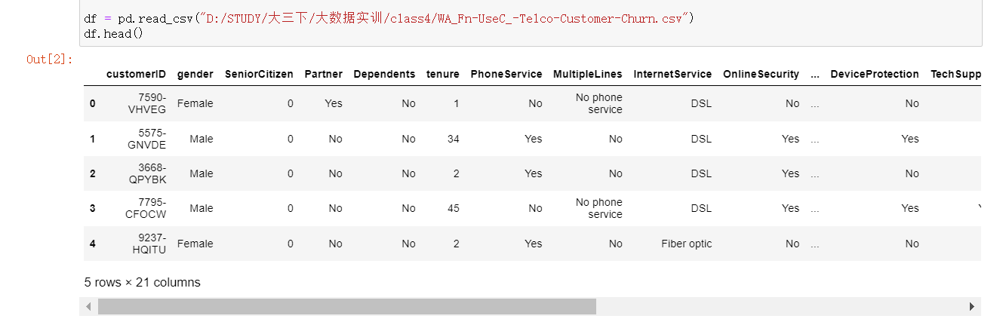 df = pd.read_csv("D:/STUDY/大三下/大数据实训/class4/WA_Fn-UseC_-Telco-Customer-Churn.csv")
df.head()
Out[2]:
customerID gender SeniorCitizen Partner Dependents tenure PhoneService MultipleLines InternetService OnlineSecurity ... DeviceProtection TechSupp
0 7590-VHVEG Female 0 Yes No 1 No No phone service DSL No ... No
1 5575-GNVDE Male 0 No No 34 Yes No DSL Yes ... Yes
2 3668-QPYBK Male 0 No No 2 Yes No DSL Yes ... No
3 7795-CFOCW Male 0 No No 45 No No phone service DSL Yes ... Yes
4 9237-HQITU Female 0 No No 2 Yes No Fiber optic No ... No
5 rows × 21 columns